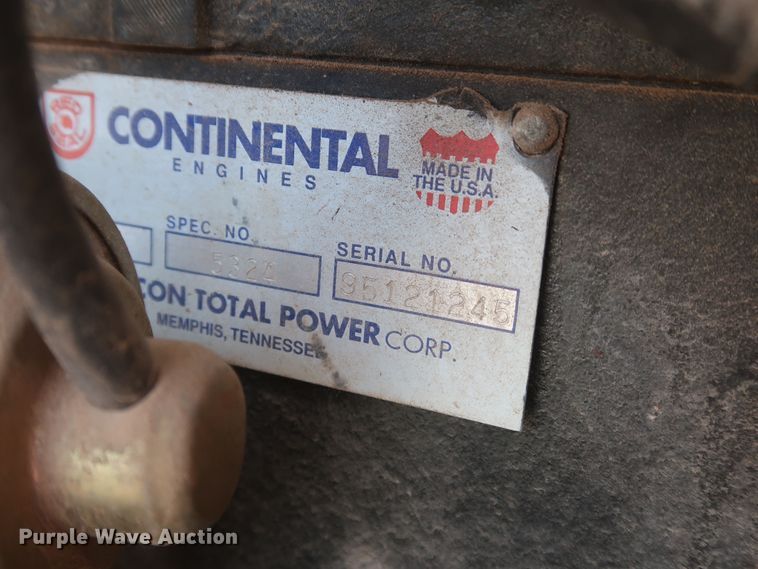 RED SEAL
CONTINENTAL
ENGINES
MADE IN
THE U.S.A.
SPEC. NO.
SERIAL NO.
95121245
CON TOTAL POWER CORP.
MEMPHIS, TENNESSEE
Purple Wave Auction